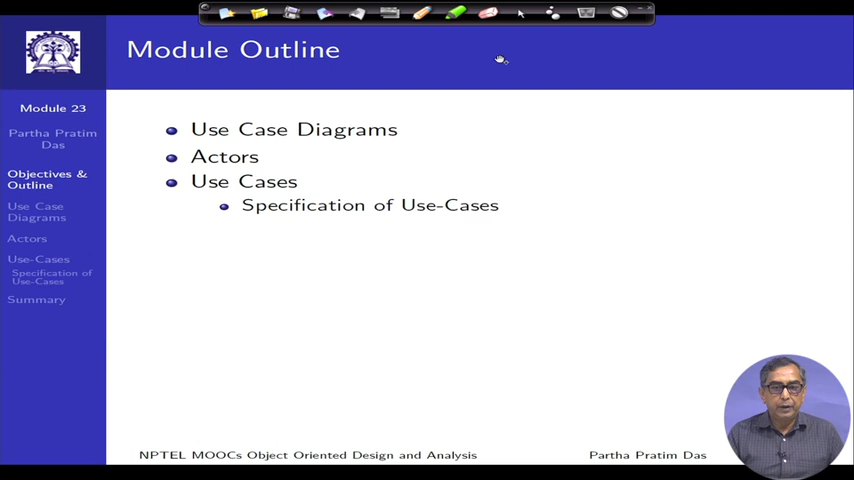 Module Outline
Module 23
Partha Pratim
Das
Objectives &
Outline
Use Case
Diagrams
Actors
Use-Cases
Specification of
Use-Cases
Summary
Use Case Diagrams
Actors
Use Cases
Specification of Use-Cases
NPTEL MOOCs Object Oriented Design and Analysis
Partha Pratim Das